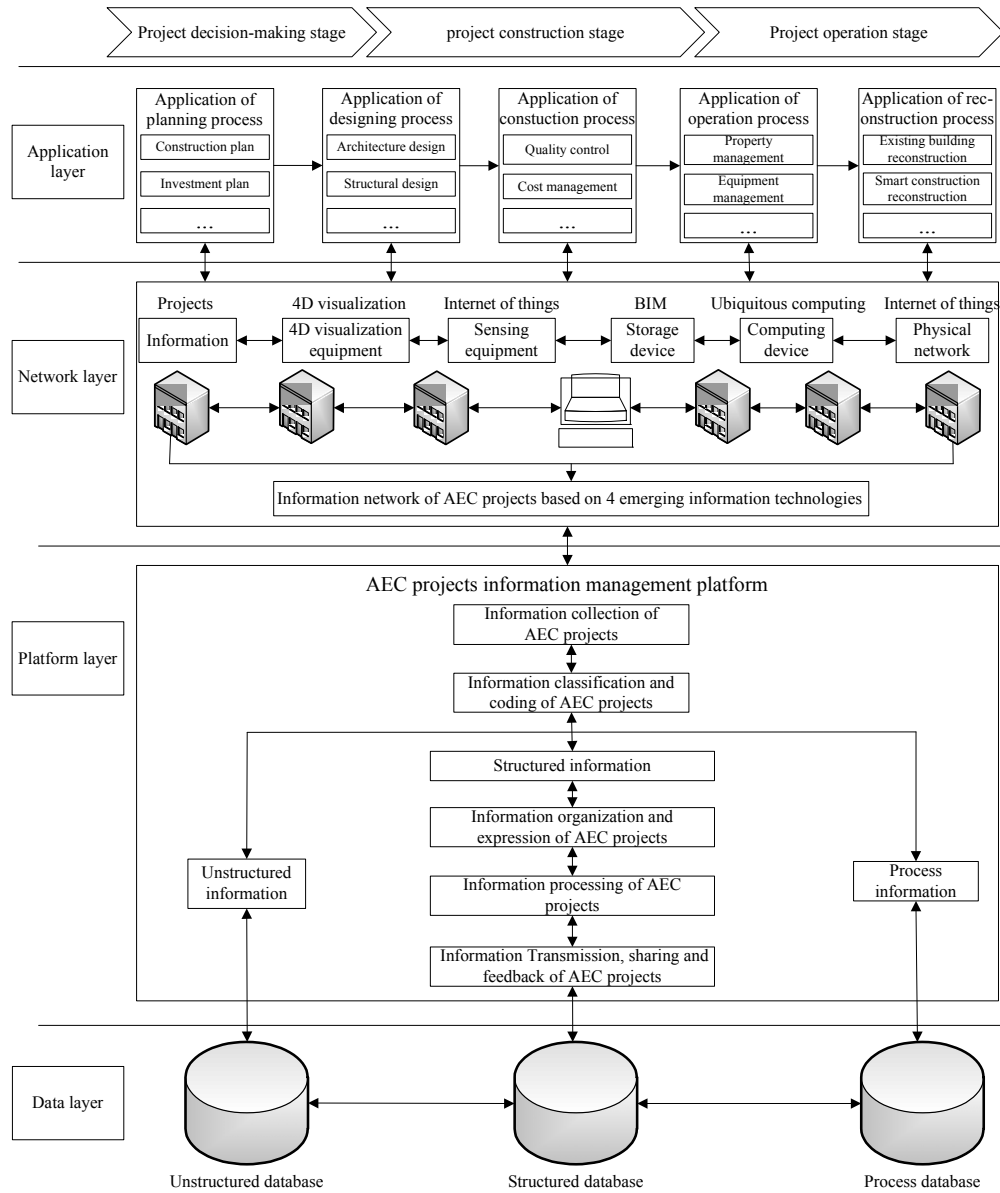 Project decision-making stage
project construction stage
Project operation stage
Application
layer
Application of
planning process
Construction plan
Investment plan
…
Application of
designing process
Architecture design
Structural design
…
Application of
constuction process
Quality control
Cost management
…
Application of
operation process
Property
management
Equipment
management
…
Application of rec-
onstruction process
Existing building
reconstruction
Smart construction
reconstruction
…
Network layer
Projects
4D visualization
Internet of things
BIM
Ubiquitous computing
Internet of things
Information
4D visualization
equipment
Sensing
equipment
Storage
device
Computing
device
Physical
network
Information network of AEC projects based on 4 emerging information technologies
Platform layer
AEC projects information management platform
Information collection of
AEC projects
Information classification and
coding of AEC projects
Structured information
Information organization and
expression of AEC projects
Unstructured
information
Information processing of AEC
projects
Process
information
Information Transmission, sharing and
feedback of AEC projects
Data layer
Unstructured database
Structured database
Process database